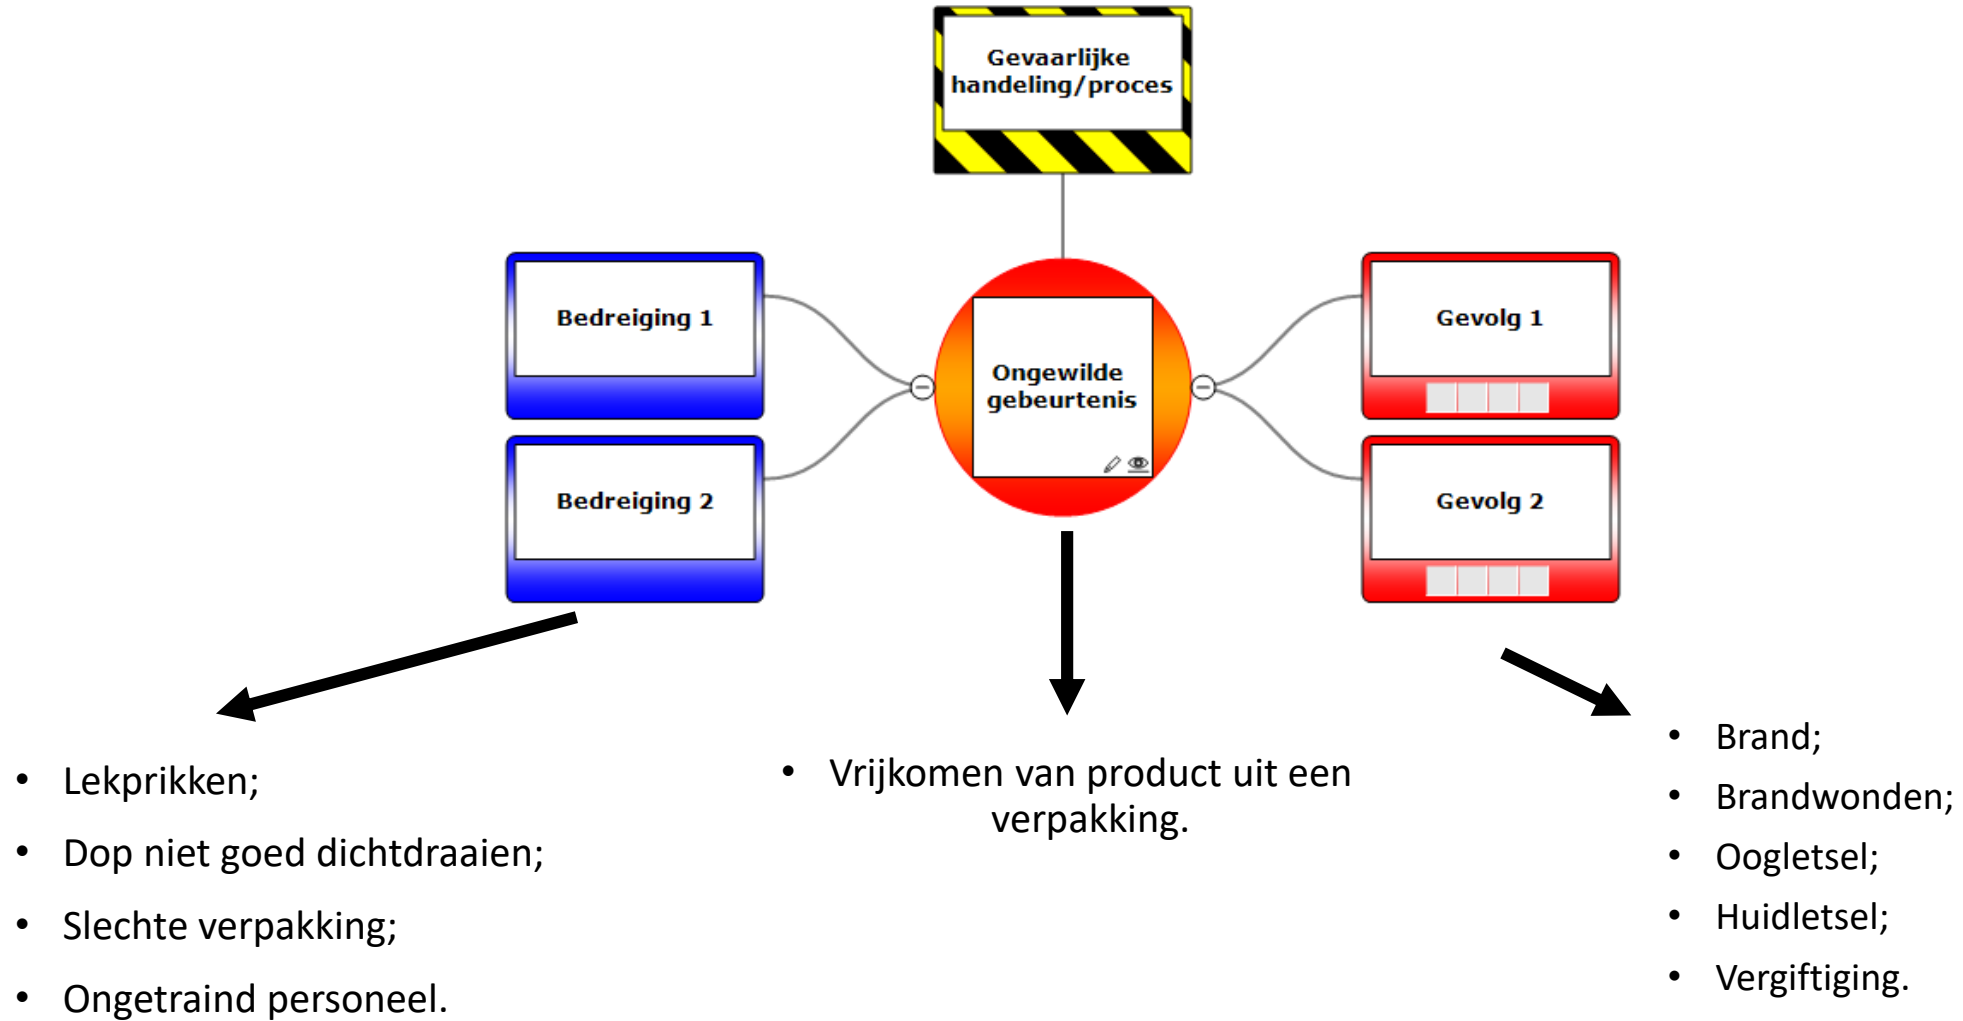 Gevaarlijke
handeling/proces
Bedreiging 1
Bedreiging 2
Ongewilde
gebeurtenis
Gevolg 1
Gevolg 2
• Lekprikken;
• Dop niet goed dichtdraaien;
• Slechte verpakking;
• Ongetraind personeel.
• Vrijkomen van product uit een
verpakking.
• Brand;
• Brandwonden;
• Oogletsel;
• Huidletsel;
• Vergiftiging.